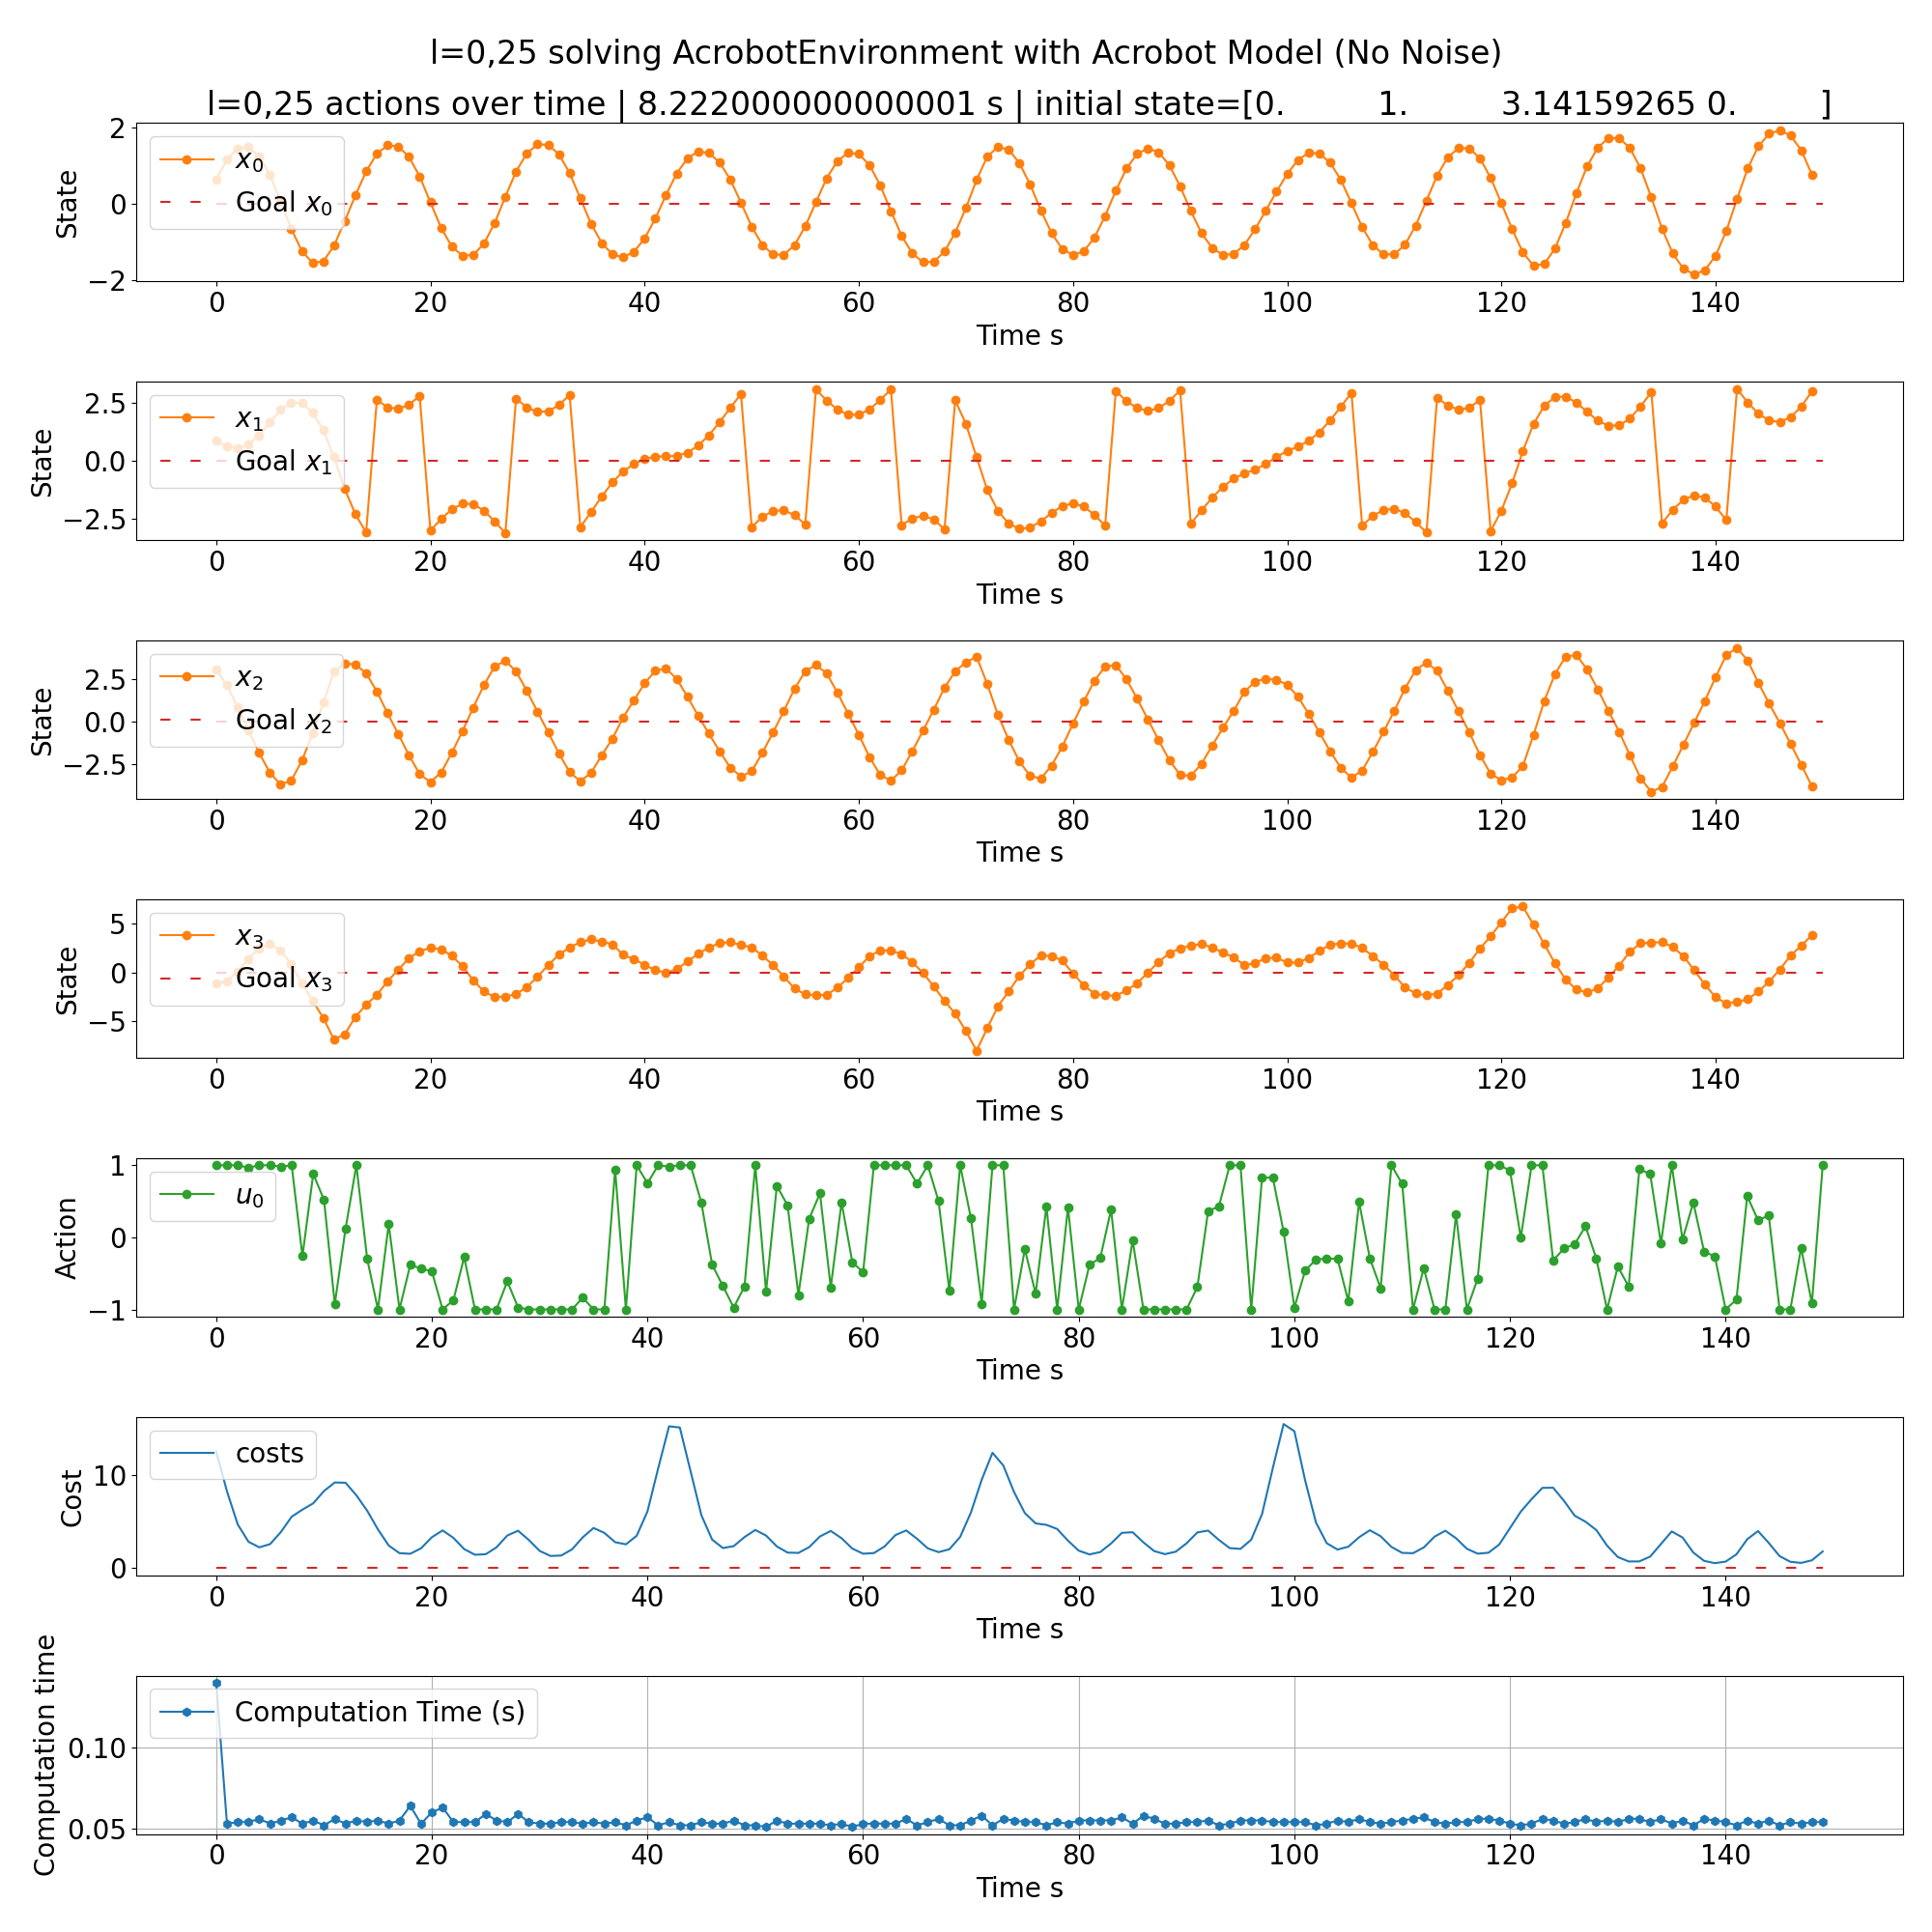 l=0,25 solving AcrobotEnvironment with Acrobot Model (No Noise)
l=0,25 actions over time | 8.222000000000001 s | initial state=[0. 1. 3.14159265 0. ]
2
0
−2
State
x₀
Goal x₀
0 20 40 60 80 100 120 140
Time s
2.5
0.0
−2.5
State
x₁
Goal x₁
0 20 40 60 80 100 120 140
Time s
2.5
0.0
−2.5
State
x₂
Goal x₂
0 20 40 60 80 100 120 140
Time s
5
0
−5
State
x₃
Goal x₃
0 20 40 60 80 100 120 140
Time s
1
0
−1
Action
u₀
0 20 40 60 80 100 120 140
Time s
10
0
Cost
costs
0 20 40 60 80 100 120 140
Time s
0.10
0.05
Computation time
Computation Time (s)
0 20 40 60 80 100 120 140
Time s